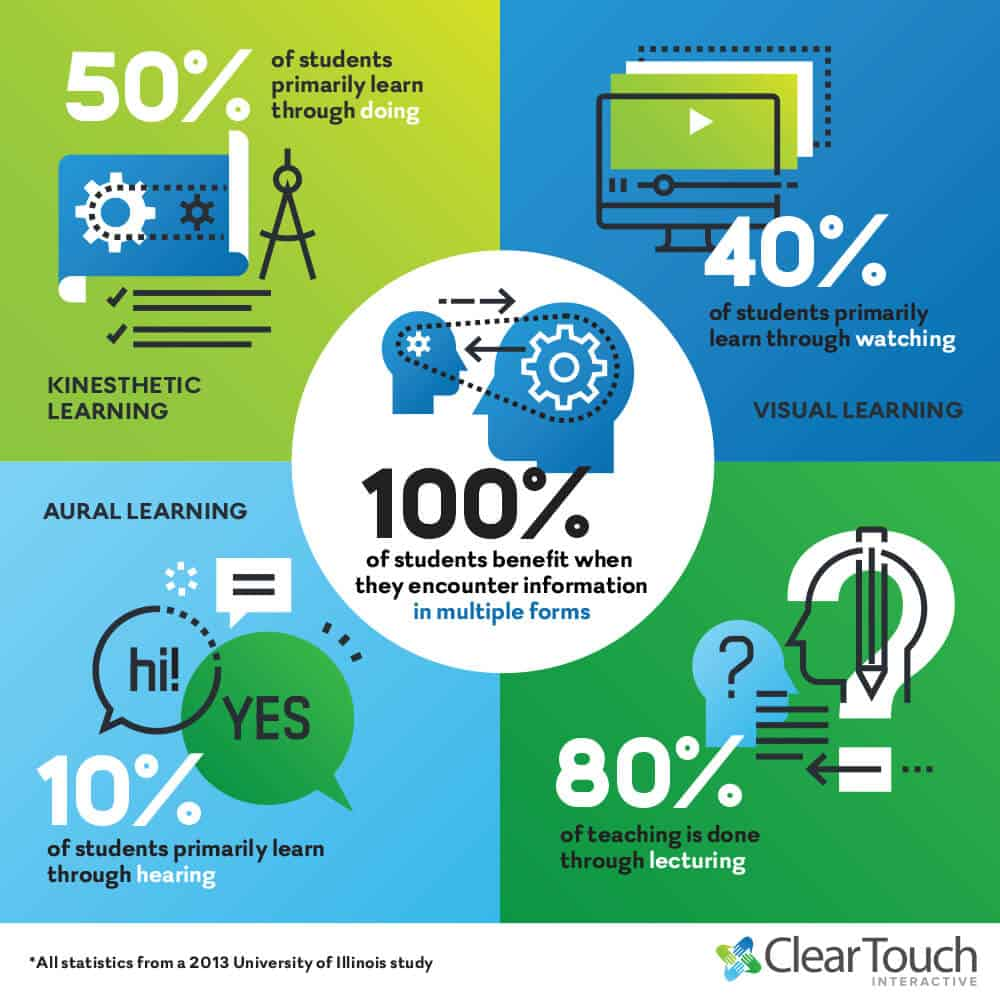 50%
of students
primarily learn
through doing
KINESTHETIC
LEARNING
40%
of students primarily
learn through watching
VISUAL LEARNING
100%
of students benefit when
they encounter information
in multiple forms
AURAL LEARNING
hi!
YES
10%
of students primarily learn
through hearing
?
?
80%
of teaching is done
through lecturing
*All statistics from a 2013 University of Illinois study
ClearTouch
INTERACTIVE